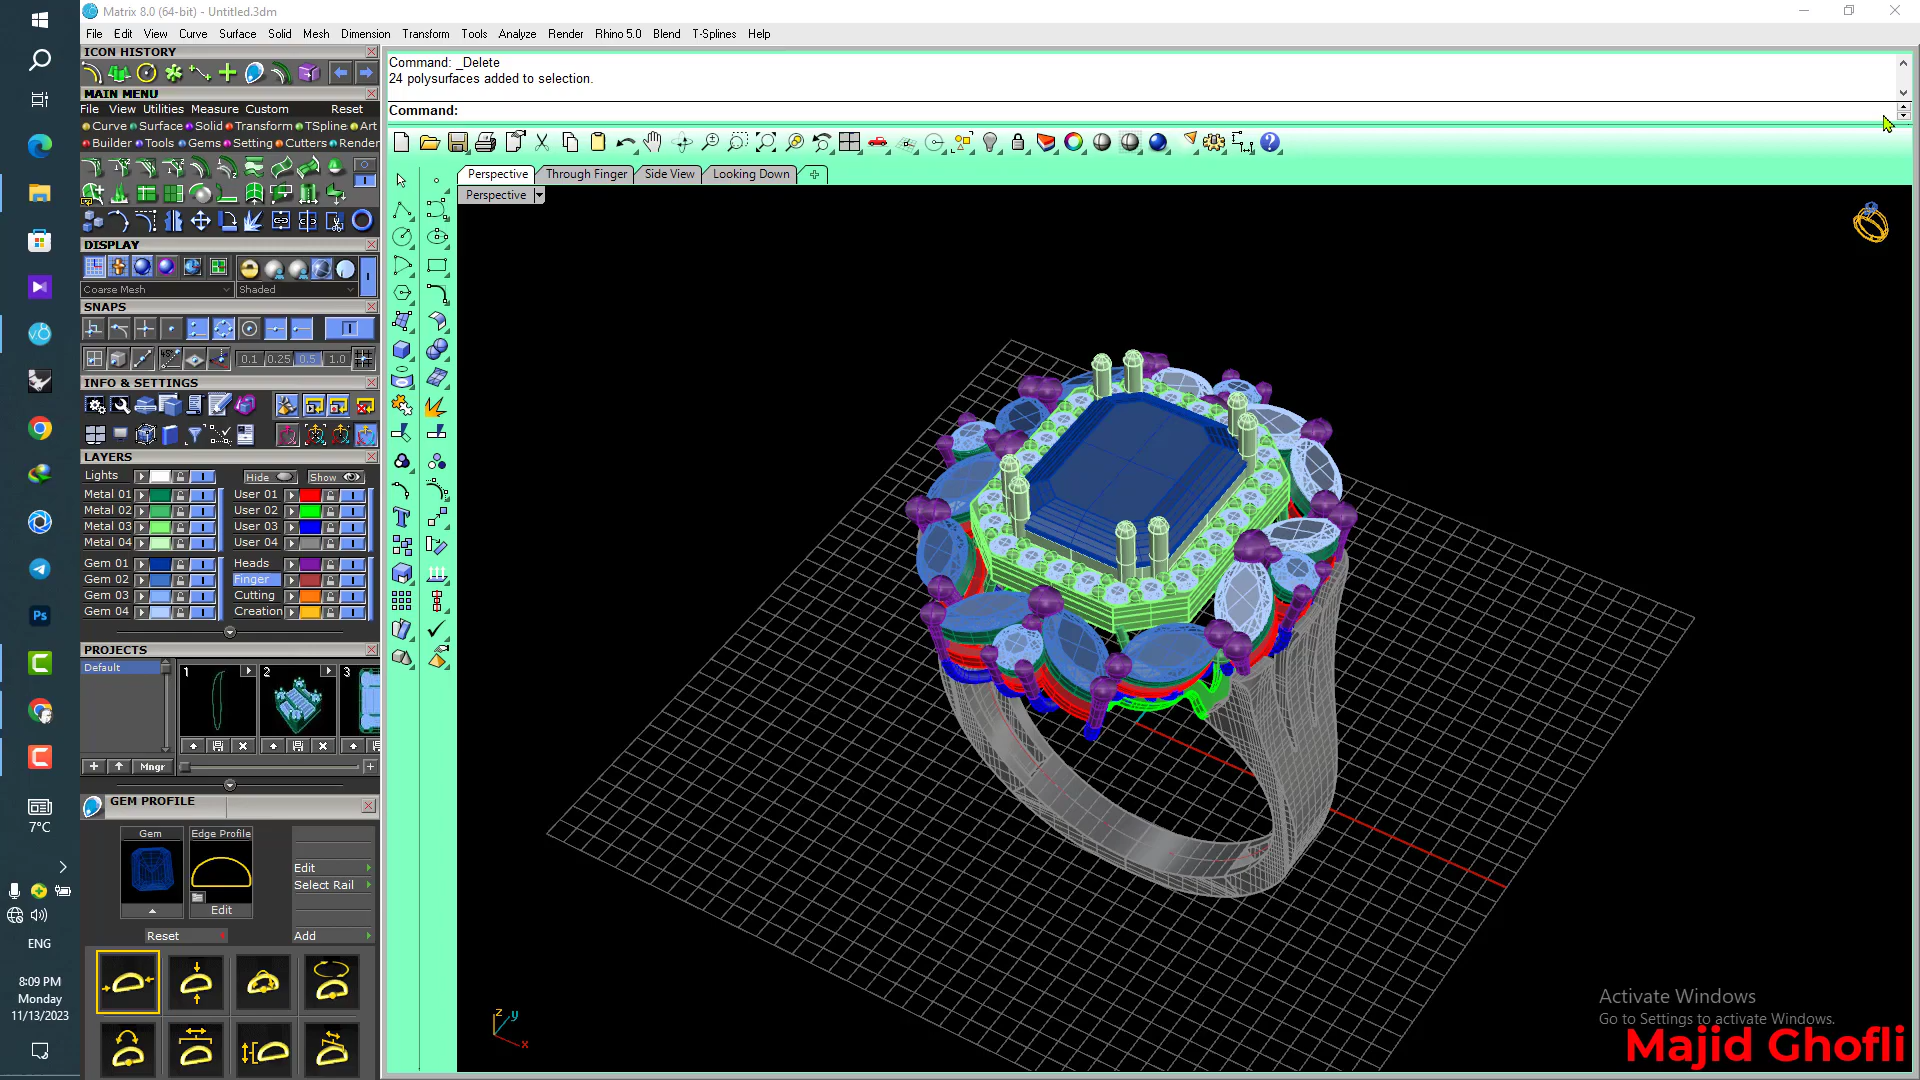 Matrix 8.0 (64-bit) - Untitled.3dm
File Edit View Curve Surface Solid Mesh Dimension Transform Tools Analyze Render Rhino 5.0 Blend T-Splines Help
ICON HISTORY
MAIN MENU
File View Utilities Measure Custom Reset
Curve Surface Solid Transform TSpline Art
Builder Tools Gems Setting Cutters Render
DISPLAY
Coarse Mesh Shaded
SNAPS
0.1 0.25 0.5 1.0
INFO & SETTINGS
LAYERS
Lights Hide Show
Metal 01 User 01
Metal 02 User 02
Metal 03 User 03
Metal 04 User 04
Gem 01 Heads
Gem 02 Finger
Gem 03 Cutting
Gem 04 Creation
PROJECTS
Default
1 2 3
Mngr
GEM PROFILE
Gem Edge Profile
Edit
Select Rail
Edit
Reset Add
Command: _Delete
24 polysurfaces added to selection.
Command:
Perspective Through Finger Side View Looking Down
Perspective
z y x
7°C
ENG
8:09 PM
Monday
11/13/2023
Ps
Activate Windows
Go to Settings to activate Windows.
Majid Ghofli